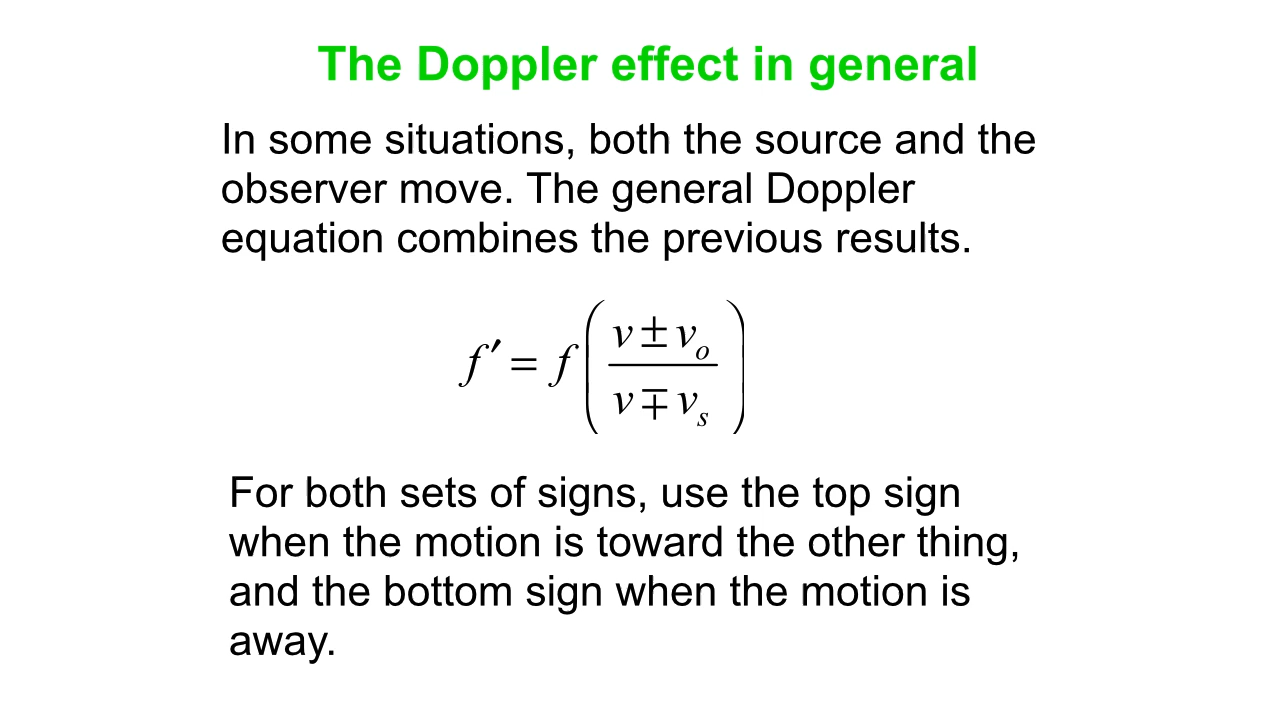 The Doppler effect in general
In some situations, both the source and the
observer move. The general Doppler
equation combines the previous results.
f′ = f ( (v ± v_o) / (v ∓ v_s) )
For both sets of signs, use the top sign
when the motion is toward the other thing,
and the bottom sign when the motion is
away.